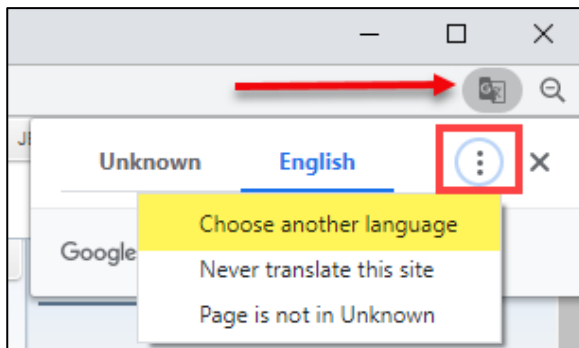 Unknown English
Choose another language
Google
Never translate this site
Page is not in Unknown